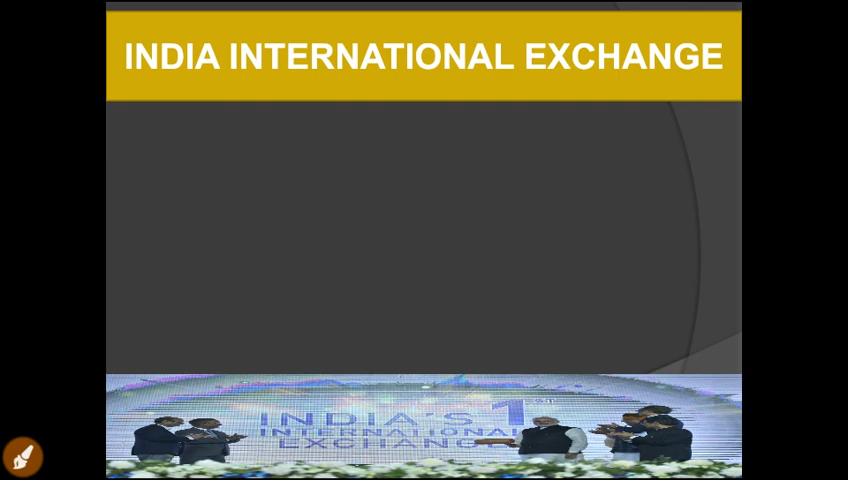 INDIA INTERNATIONAL EXCHANGE
INDIA'S 1ST
INTERNATIONAL
EXCHANGE